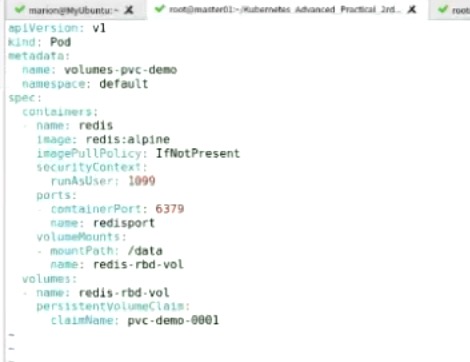 marion@MyUbuntu:~
root@master01:~/Kubernetes_Advanced_Practical_2rd...
root
apiVersion: v1
kind: Pod
metadata:
  name: volumes-pvc-demo
  namespace: default
spec:
  containers:
  - name: redis
    image: redis:alpine
    imagePullPolicy: IfNotPresent
    securityContext:
      runAsUser: 1099
    ports:
    - containerPort: 6379
      name: redisport
    volumeMounts:
    - mountPath: /data
      name: redis-rbd-vol
  volumes:
  - name: redis-rbd-vol
    persistentVolumeClaim:
      claimName: pvc-demo-0001
~
~
~